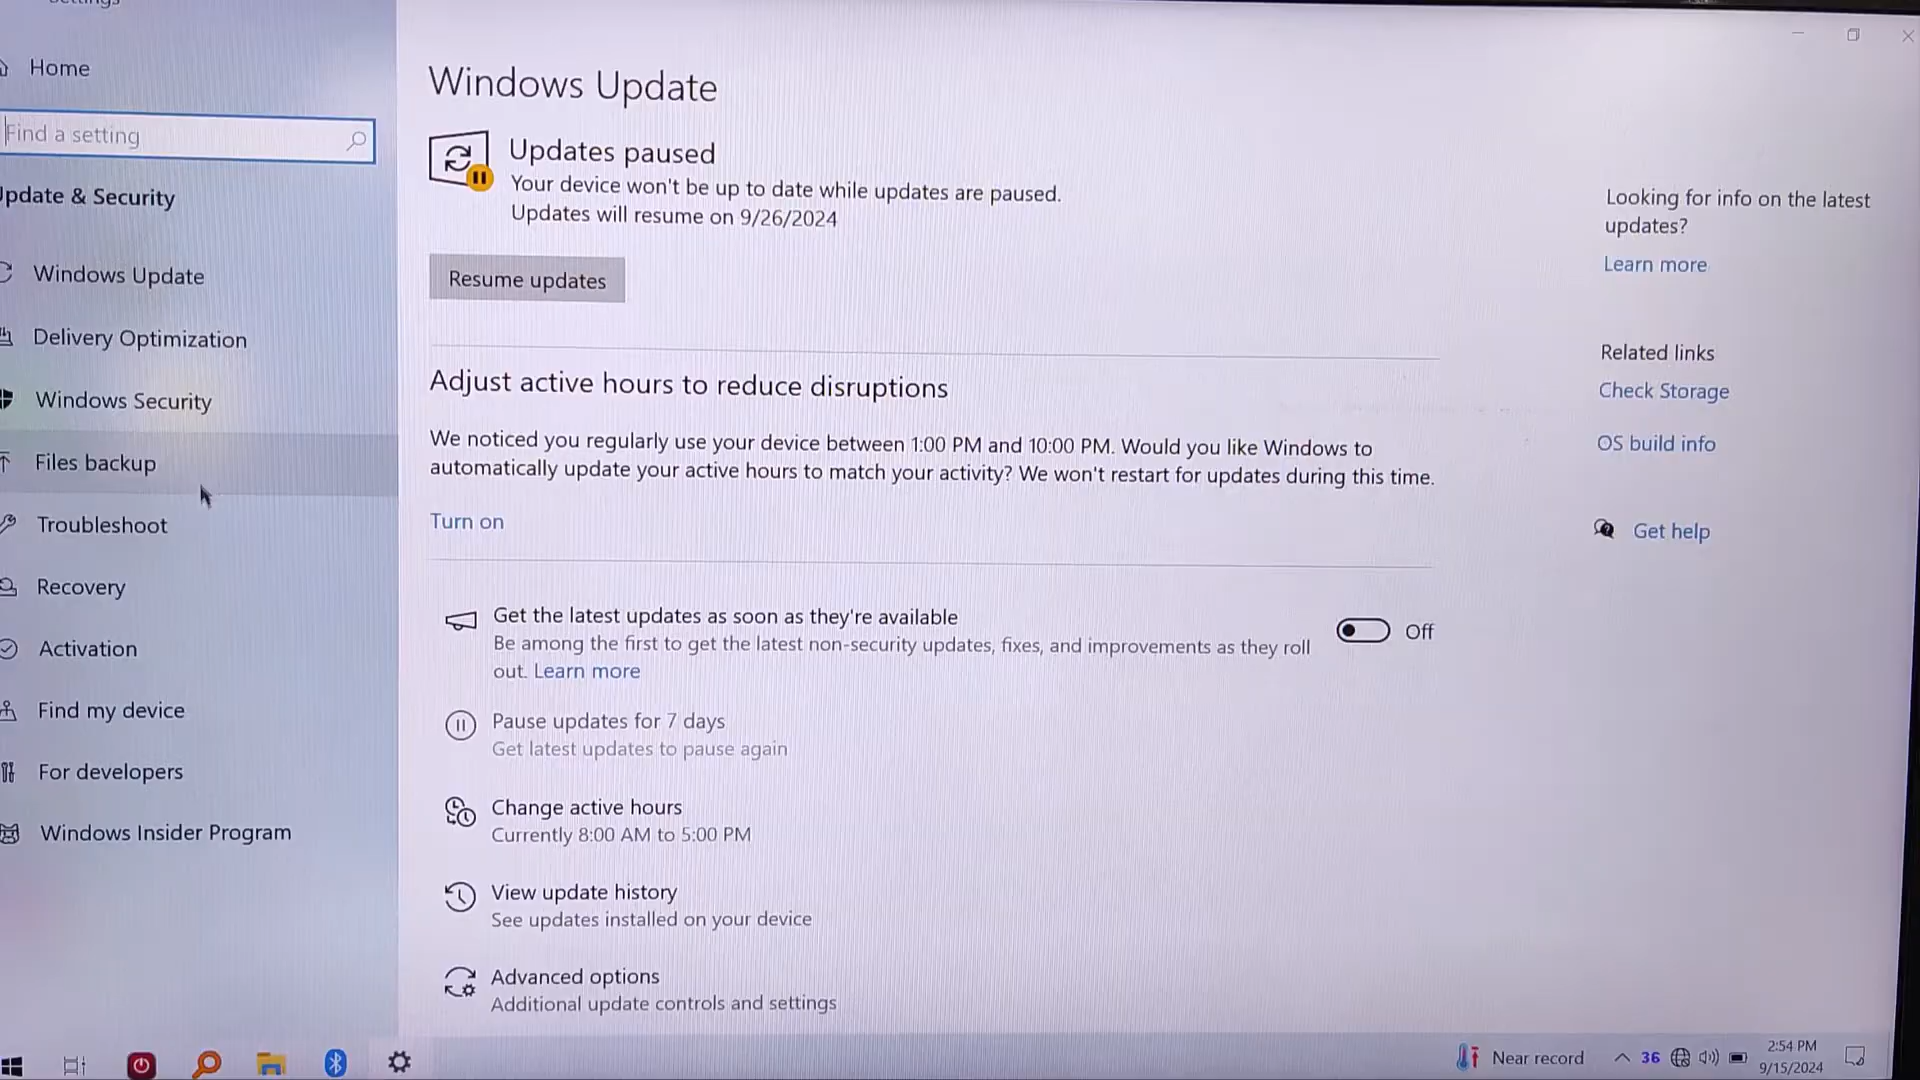 Home
Find a setting
Update & Security
Windows Update
Delivery Optimization
Windows Security
Files backup
Troubleshoot
Recovery
Activation
Find my device
For developers
Windows Insider Program
Windows Update
Updates paused
Your device won't be up to date while updates are paused.
Updates will resume on 9/26/2024
Resume updates
Adjust active hours to reduce disruptions
We noticed you regularly use your device between 1:00 PM and 10:00 PM. Would you like Windows to
automatically update your active hours to match your activity? We won't restart for updates during this time.
Turn on
Get the latest updates as soon as they're available
Be among the first to get the latest non-security updates, fixes, and improvements as they roll
out. Learn more
Off
Pause updates for 7 days
Get latest updates to pause again
Change active hours
Currently 8:00 AM to 5:00 PM
View update history
See updates installed on your device
Advanced options
Additional update controls and settings
Looking for info on the latest
updates?
Learn more
Related links
Check Storage
OS build info
Get help
Near record
36
2:54 PM
9/15/2024